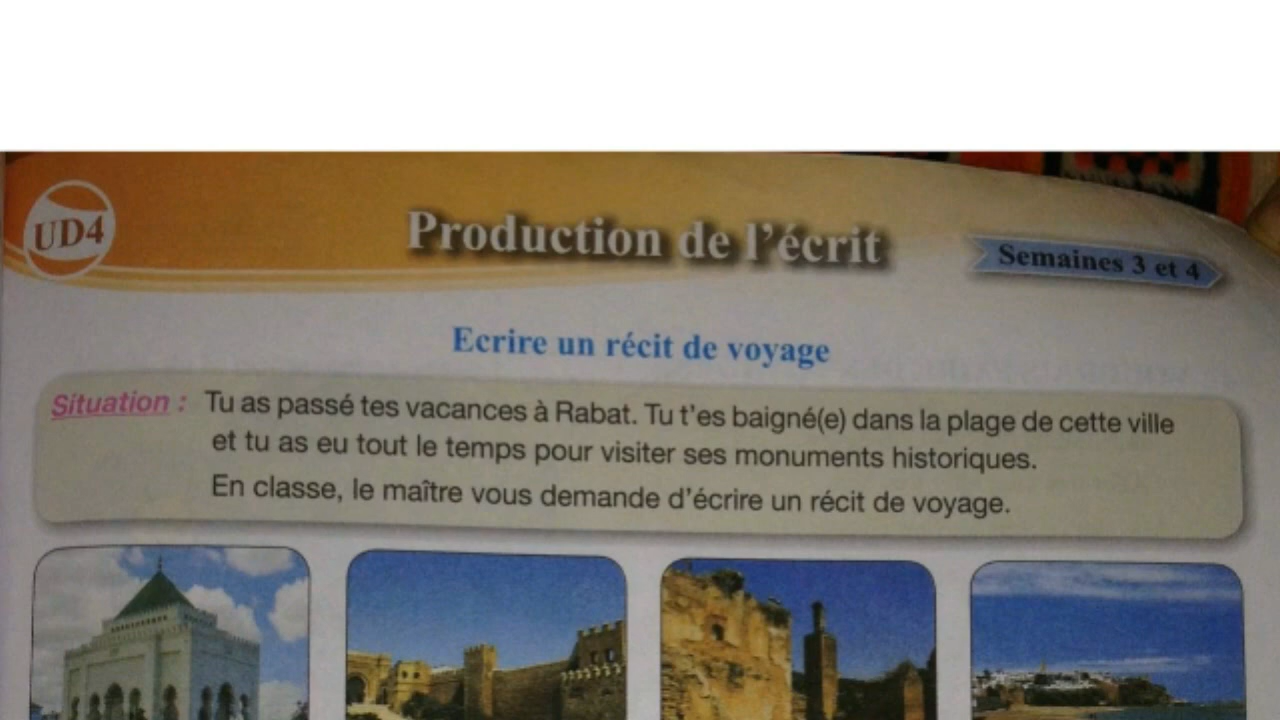 UD4
Production de l'écrit
Semaines 3 et 4
Ecrire un récit de voyage
Situation : Tu as passé tes vacances à Rabat. Tu t'es baigné(e) dans la plage de cette ville
et tu as eu tout le temps pour visiter ses monuments historiques.
En classe, le maître vous demande d'écrire un récit de voyage.